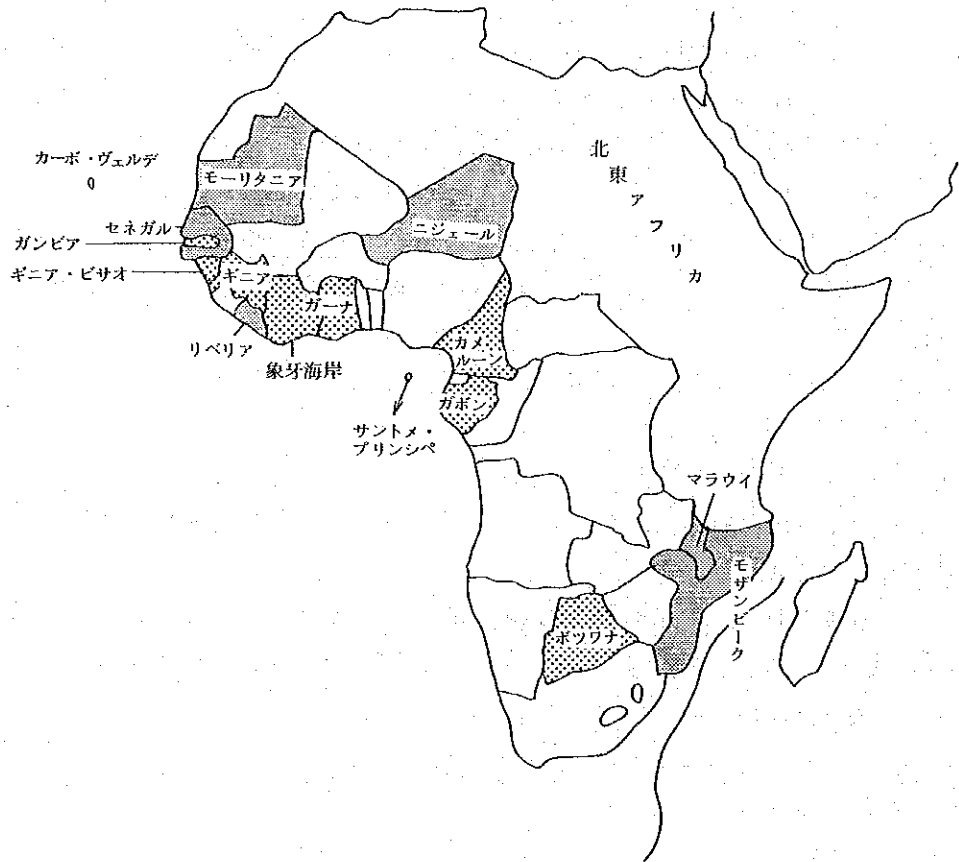 北東アフリカ
カーボ・ヴェルデ
モーリタニア
セネガル
ニジェール
ガンビア
ギニア・ビサオ
ギニア
ガーナ
リベリア
象牙海岸
カメ
ルーン
ガボン
サントメ・
プリンシペ
マラウイ
モザンビーク
ボツワナ